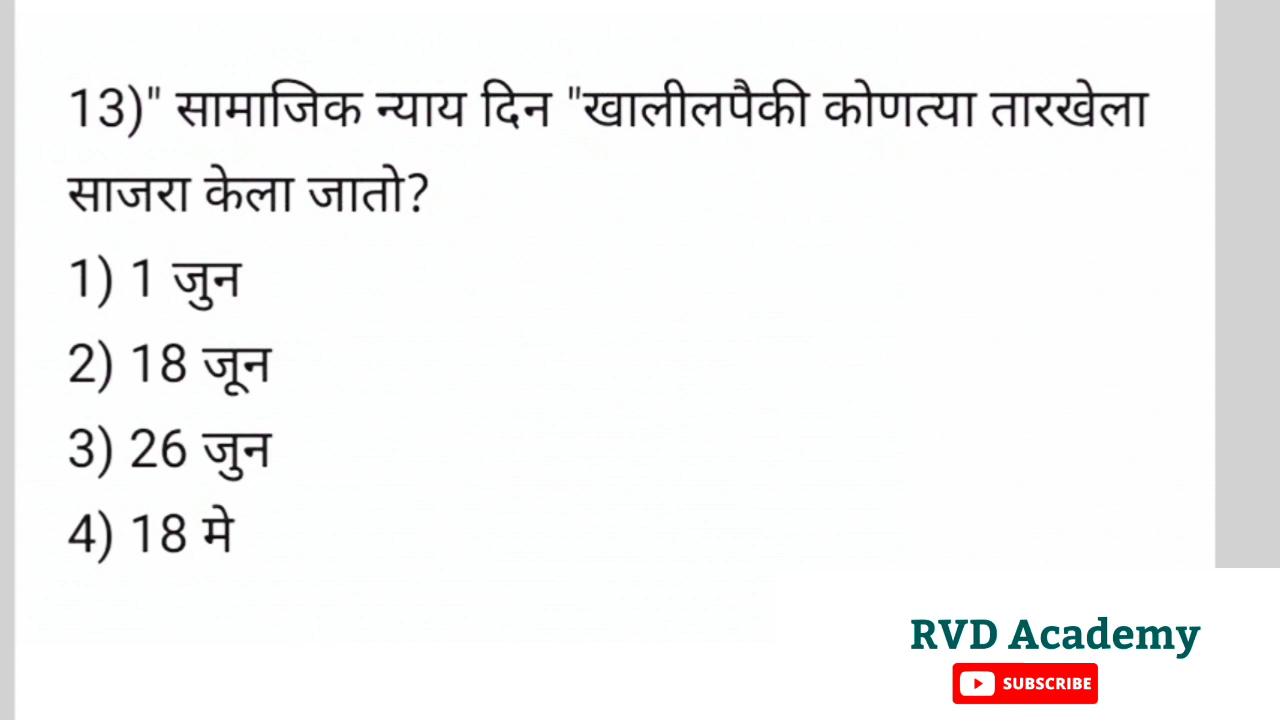 13)" सामाजिक न्याय दिन "खालीलपैकी कोणत्या तारखेला
साजरा केला जातो?
1) 1 जुन
2) 18 जून
3) 26 जुन
4) 18 मे
RVD Academy
SUBSCRIBE